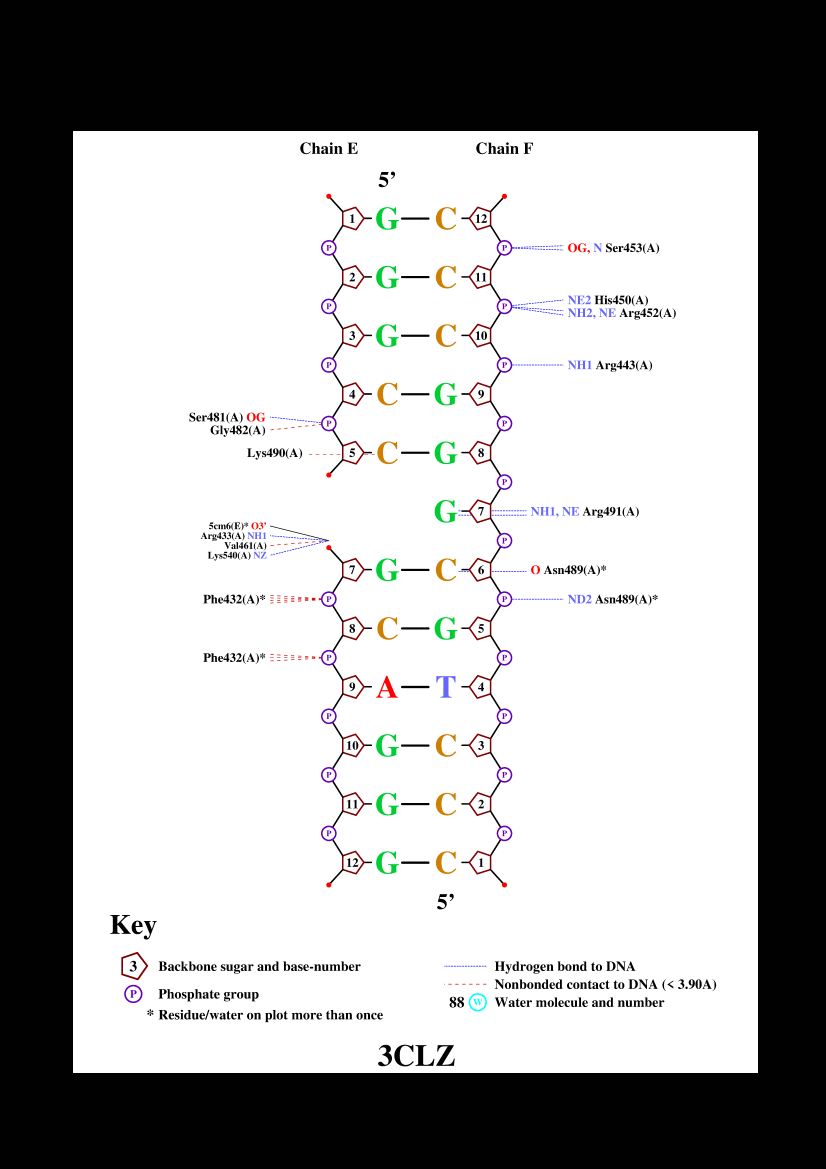 Chain E Chain F
5’
1 G C 12
P P OG, N Ser453(A)
2 G C 11
P P NE2 His450(A)
NH2, NE Arg452(A)
3 G C 10
P P NH1 Arg443(A)
4 C G 9
Ser481(A) OG P P
Gly482(A)
Lys490(A) 5 C G 8
P
G 7 NH1, NE Arg491(A)
5cm6(E)* O3’
Arg433(A) NH1 P
Val461(A)
Lys540(A) NZ
7 G C 6 O Asn489(A)*
Phe432(A)* P P ND2 Asn489(A)*
8 C G 5
Phe432(A)* P P
9 A T 4
P P
10 G C 3
P P
11 G C 2
P P
12 G C 1
5’
Key
3 Backbone sugar and base-number Hydrogen bond to DNA
Nonbonded contact to DNA (< 3.90A)
P Phosphate group
88 W Water molecule and number
* Residue/water on plot more than once
3CLZ